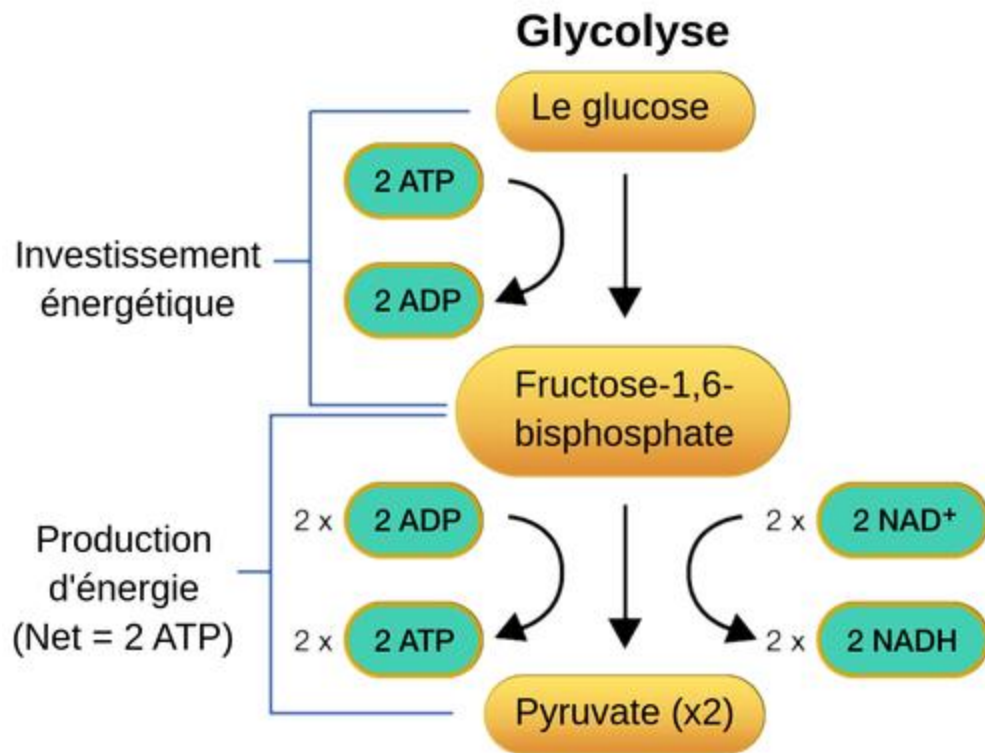 Glycolyse
Le glucose
2 ATP
2 ADP
Investissement
énergétique
Fructose-1,6-
bisphosphate
2 x 2 ADP
2 x 2 NAD⁺
Production
d'énergie
(Net = 2 ATP)
2 x 2 ATP
2 x 2 NADH
Pyruvate (x2)